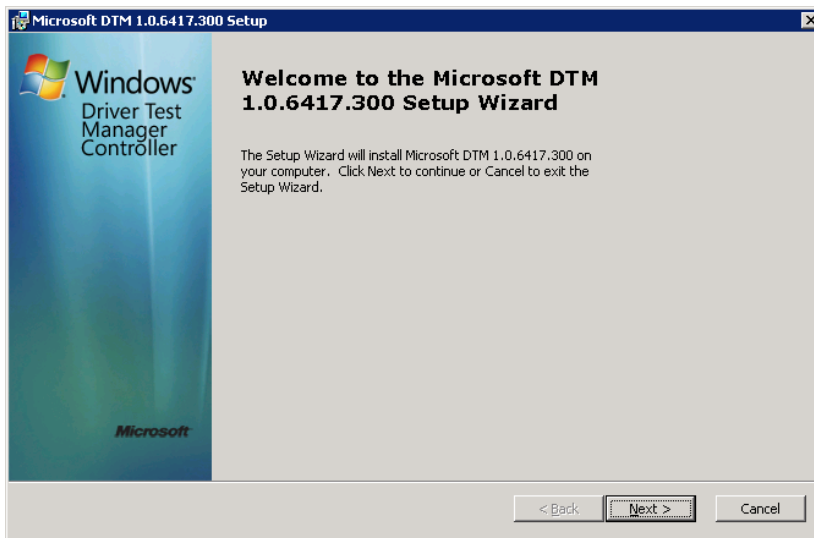 Microsoft DTM 1.0.6417.300 Setup
Windows
Driver Test
Manager
Controller
Microsoft
Welcome to the Microsoft DTM
1.0.6417.300 Setup Wizard
The Setup Wizard will install Microsoft DTM 1.0.6417.300 on
your computer. Click Next to continue or Cancel to exit the
Setup Wizard.
< Back
Next >
Cancel